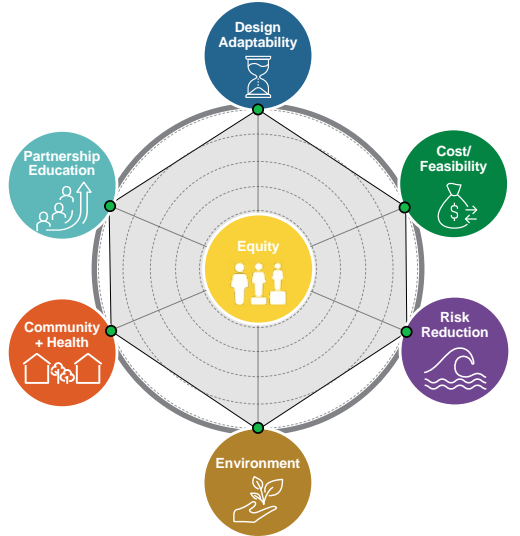 Design
Adaptability
Partnership
Education
Cost/
Feasibility
$
Equity
Community
+ Health
Risk
Reduction
Environment